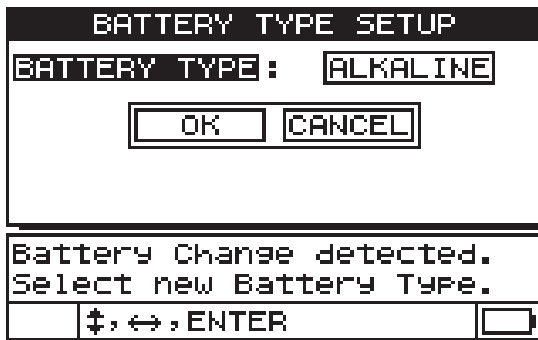 BATTERY TYPE SETUP
BATTERY TYPE: ALKALINE
OK CANCEL
Battery Change detected.
Select new Battery Type.
↕,↔,ENTER